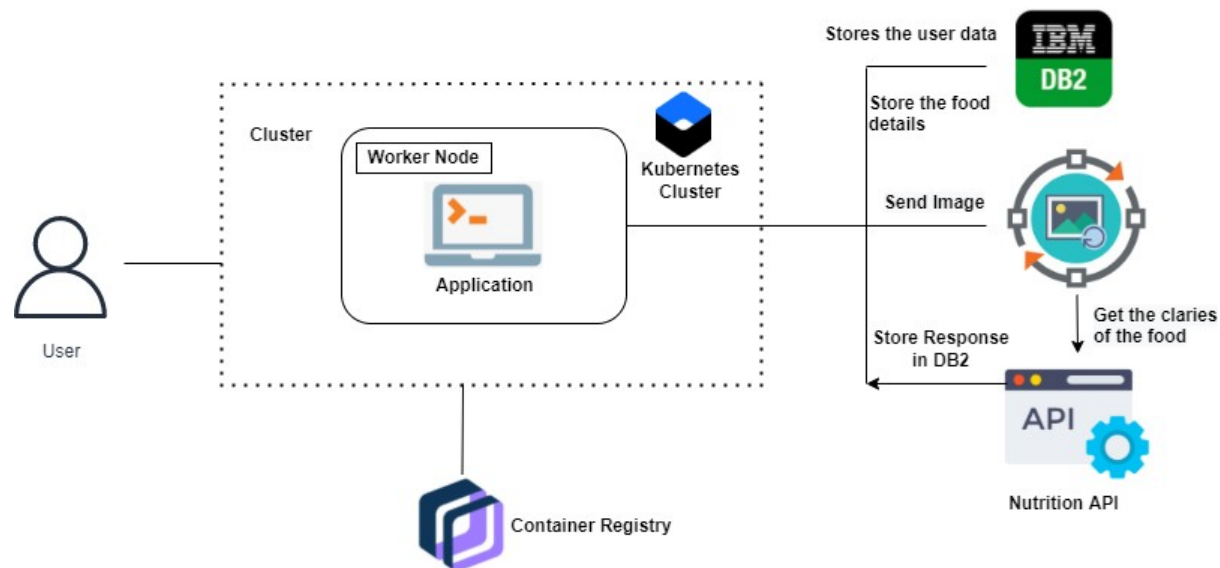 Stores the user data
IBM
DB2
Store the food
details
Cluster
Worker Node
Kubernetes
Cluster
Send Image
Application
Get the claries
of the food
Store Response
in DB2
User
API
Nutrition API
Container Registry